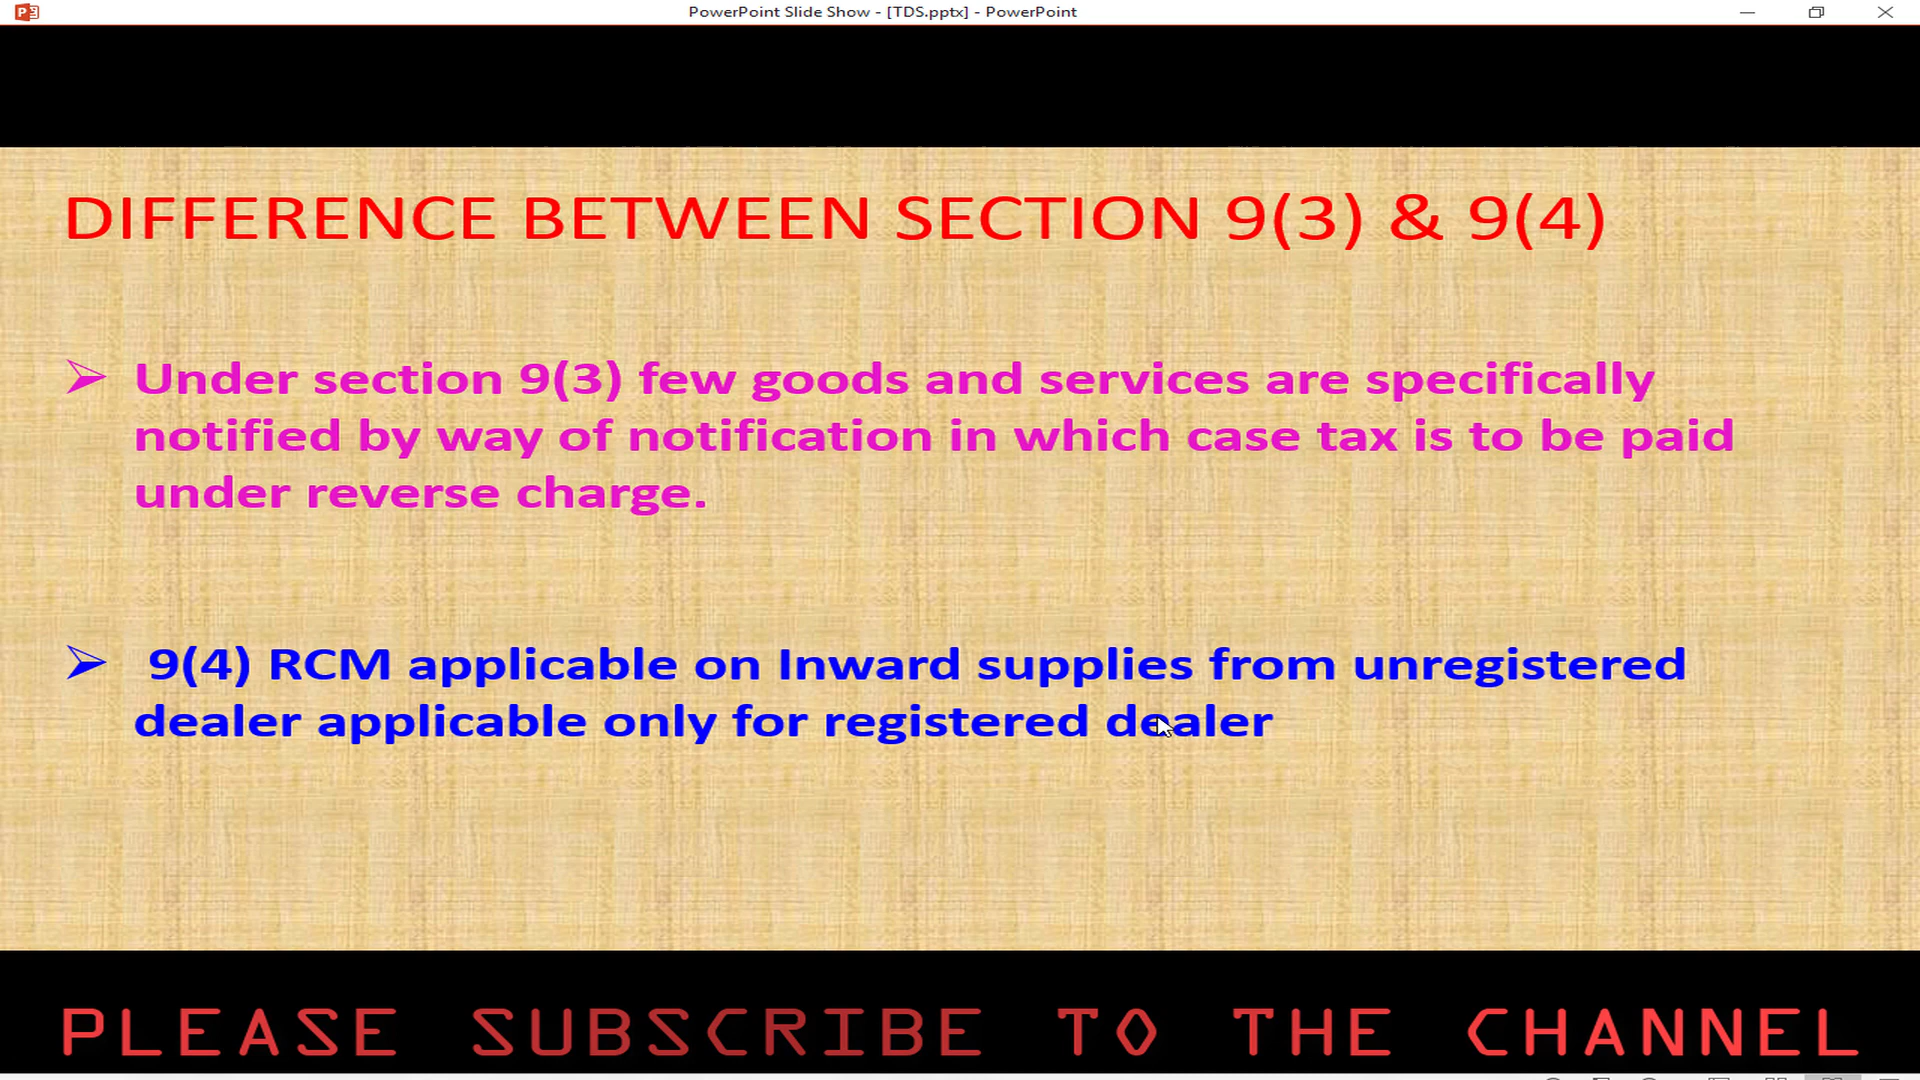 PowerPoint Slide Show - [TDS.pptx] - PowerPoint
DIFFERENCE BETWEEN SECTION 9(3) & 9(4)
Under section 9(3) few goods and services are specifically
notified by way of notification in which case tax is to be paid
under reverse charge.
9(4) RCM applicable on Inward supplies from unregistered
dealer applicable only for registered dealer
PLEASE SUBSCRIBE TO THE CHANNEL